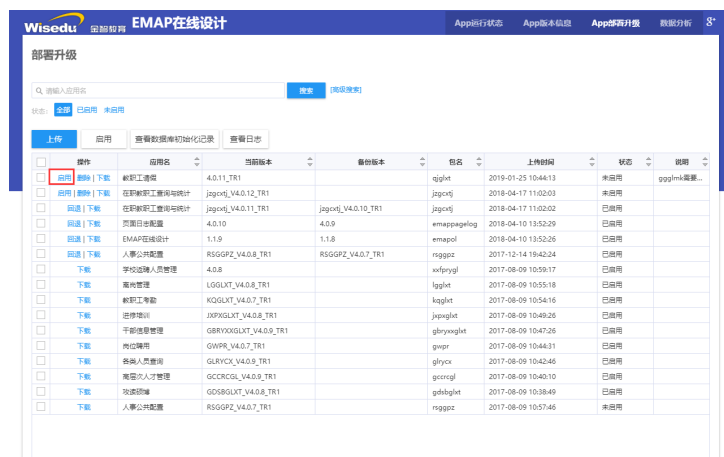 Wisedu 金智教育 EMAP在线设计 App运行状态 App版本信息 App部署升级 数据分析 8+
部署升级
请输入应用名 搜索 [高级搜索]
状态： 全部 已启用 未启用
上传 启用 查看数据库初始化记录 查看日志
操作 应用名 当前版本 备份版本 包名 上传时间 状态 说明
启用 | 删除 | 下载 教职工请假 4.0.11_TR1 qjglxt 2019-01-25 10:44:13 未启用 ggglmk需要...
启用 | 删除 | 下载 在职教职工查询与统计 jzgcxtj_V4.0.12_TR1 jzgcxtj 2018-04-17 11:02:03 未启用
回退 | 下载 在职教职工查询与统计 jzgcxtj_V4.0.11_TR1 jzgcxtj_V4.0.10_TR1 jzgcxtj 2018-04-17 11:02:02 已启用
回退 | 下载 页面日志配置 4.0.10 4.0.9 emappagelog 2018-04-10 13:52:29 已启用
回退 | 下载 EMAP在线设计 1.1.9 1.1.8 emapol 2018-04-10 13:52:26 已启用
回退 | 下载 人事公共配置 RSGGPZ_V4.0.8_TR1 RSGGPZ_V4.0.7_TR1 rsggpz 2017-12-14 19:42:24 已启用
下载 学校返聘人员管理 4.0.8 xxfprygl 2017-08-09 10:59:17 已启用
下载 离岗管理 LGGLXT_V4.0.8_TR1 lgglxt 2017-08-09 10:55:18 已启用
下载 教职工考勤 KQGLXT_V4.0.7_TR1 kqglxt 2017-08-09 10:54:16 已启用
下载 进修培训 JXPXGLXT_V4.0.8_TR1 jxpxglxt 2017-08-09 10:49:26 已启用
下载 干部信息管理 GBRYXXGLXT_V4.0.9_TR1 gbryxxglxt 2017-08-09 10:47:26 已启用
下载 岗位聘用 GWPR_V4.0.7_TR1 gwpr 2017-08-09 10:44:31 已启用
下载 各类人员查询 GLRYCX_V4.0.9_TR1 glrycx 2017-08-09 10:42:46 已启用
下载 高层次人才管理 GCCRCGL_V4.0.9_TR1 gccrcgl 2017-08-09 10:40:10 已启用
下载 攻读硕博 GDSBGLXT_V4.0.8_TR1 gdsbglxt 2017-08-09 10:38:49 已启用
下载 人事公共配置 RSGGPZ_V4.0.7_TR1 rsggpz 2017-08-09 10:57:46 未启用